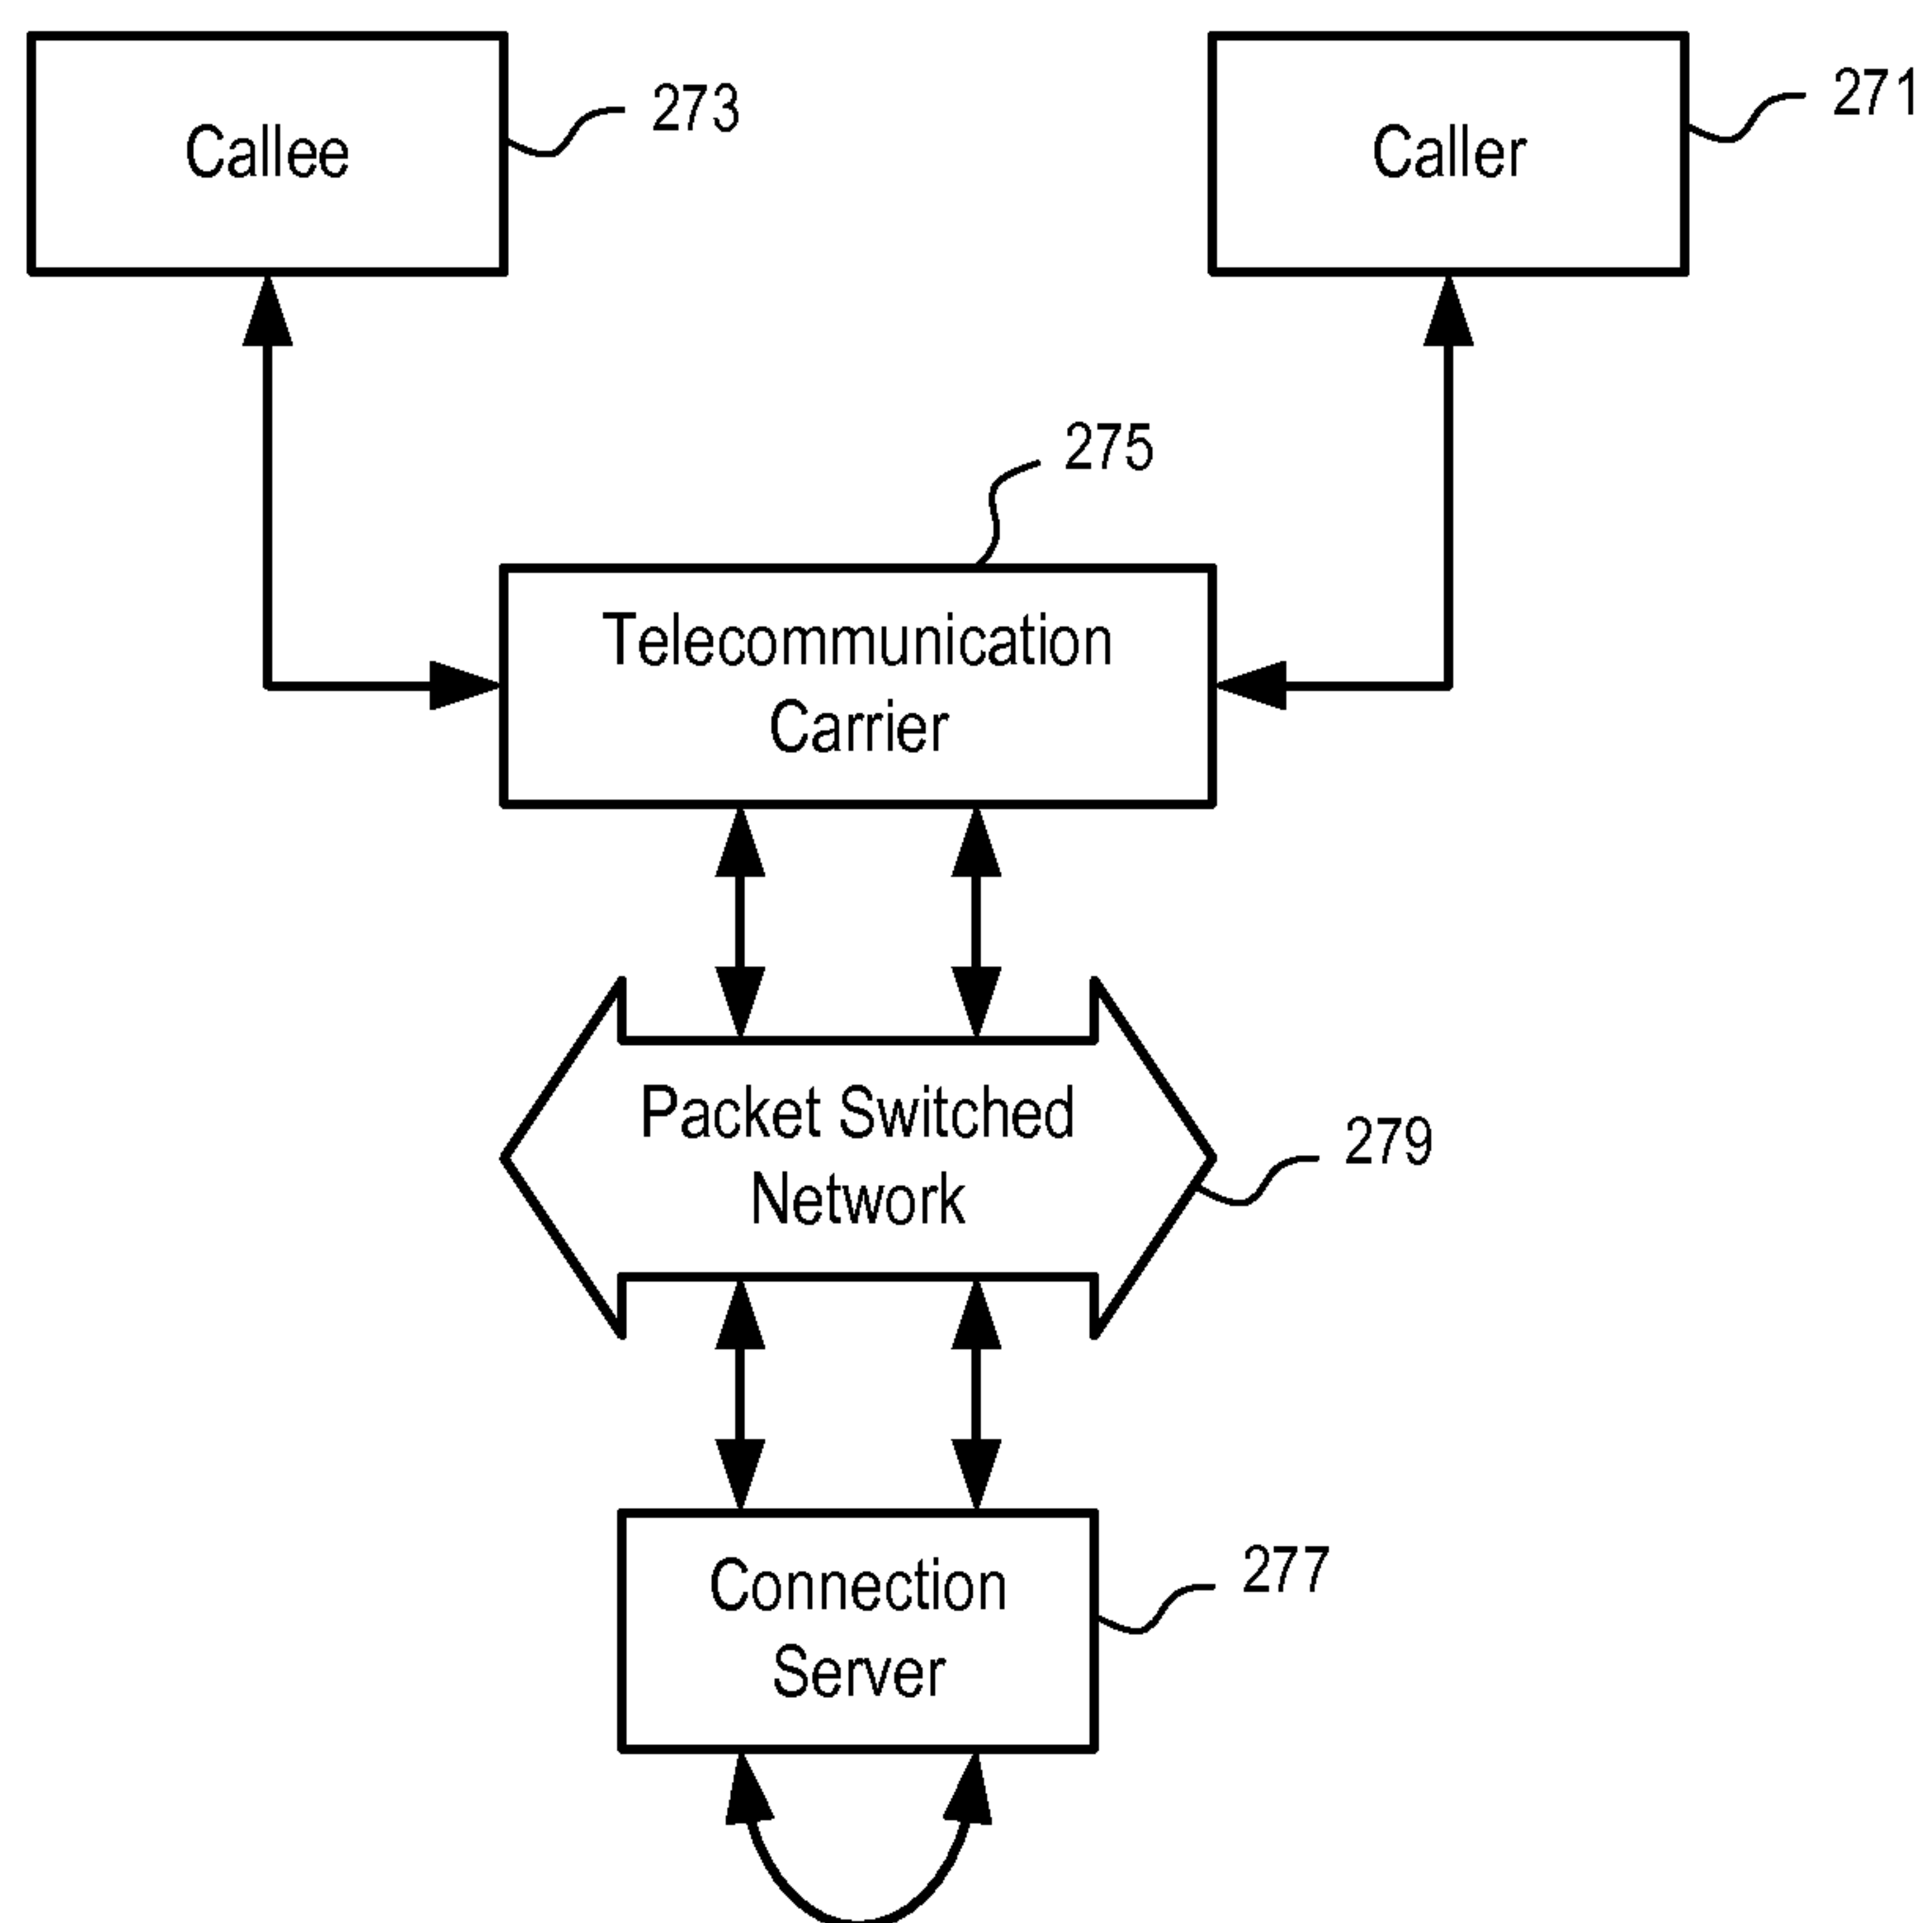 Callee
273
Caller
271
275
Telecommunication
Carrier
Packet Switched
Network
279
Connection
Server
277